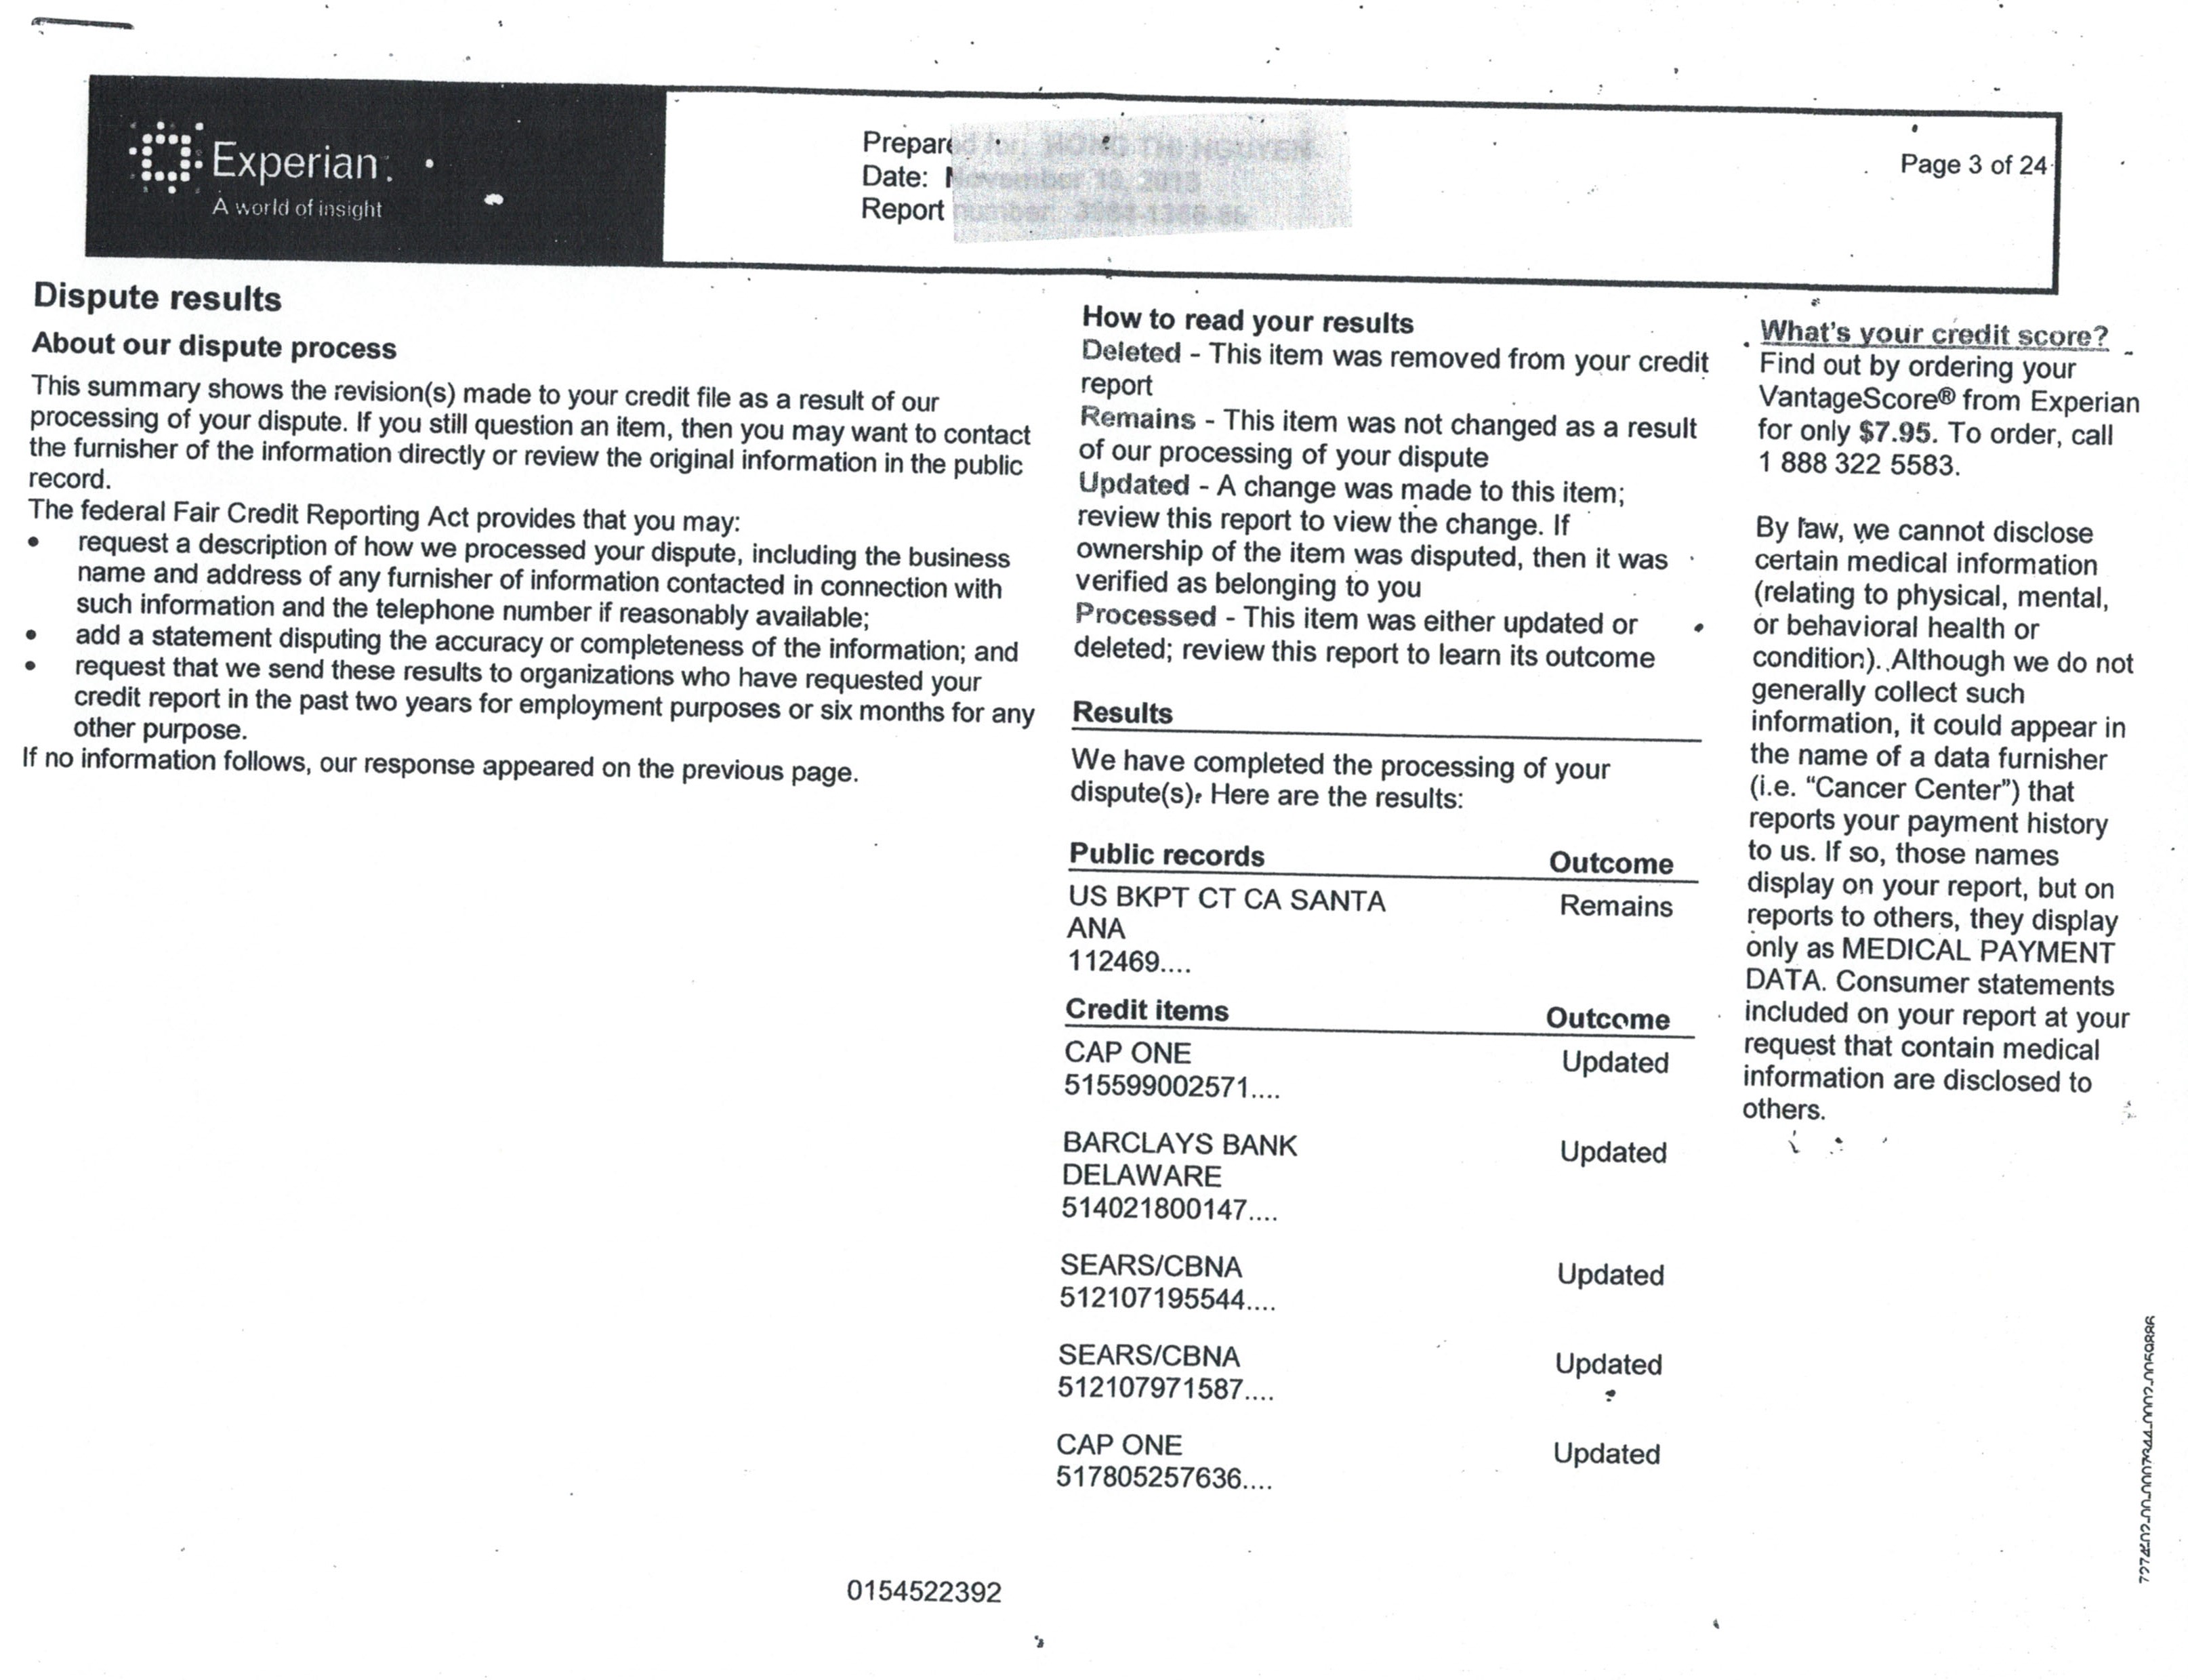 Experian
A world of insight
Prepared for:
Date:
Report number:
Page 3 of 24
Dispute results
About our dispute process
This summary shows the revision(s) made to your credit file as a result of our
processing of your dispute. If you still question an item, then you may want to contact
the furnisher of the information directly or review the original information in the public
record.
The federal Fair Credit Reporting Act provides that you may:
• request a description of how we processed your dispute, including the business
name and address of any furnisher of information contacted in connection with
such information and the telephone number if reasonably available;
• add a statement disputing the accuracy or completeness of the information; and
• request that we send these results to organizations who have requested your
credit report in the past two years for employment purposes or six months for any
other purpose.
If no information follows, our response appeared on the previous page.
How to read your results
Deleted - This item was removed from your credit
report
Remains - This item was not changed as a result
of our processing of your dispute
Updated - A change was made to this item;
review this report to view the change. If
ownership of the item was disputed, then it was
verified as belonging to you
Processed - This item was either updated or
deleted; review this report to learn its outcome
Results
We have completed the processing of your
dispute(s). Here are the results:
Public records Outcome
US BKPT CT CA SANTA Remains
ANA
112469....
Credit items Outcome
CAP ONE Updated
515599002571....
BARCLAYS BANK Updated
DELAWARE
514021800147....
SEARS/CBNA Updated
512107195544....
SEARS/CBNA Updated
512107971587....
CAP ONE Updated
517805257636....
What's your credit score?
Find out by ordering your
VantageScore® from Experian
for only $7.95. To order, call
1 888 322 5583.
By law, we cannot disclose
certain medical information
(relating to physical, mental,
or behavioral health or
condition). Although we do not
generally collect such
information, it could appear in
the name of a data furnisher
(i.e. “Cancer Center”) that
reports your payment history
to us. If so, those names
display on your report, but on
reports to others, they display
only as MEDICAL PAYMENT
DATA. Consumer statements
included on your report at your
request that contain medical
information are disclosed to
others.
0154522392